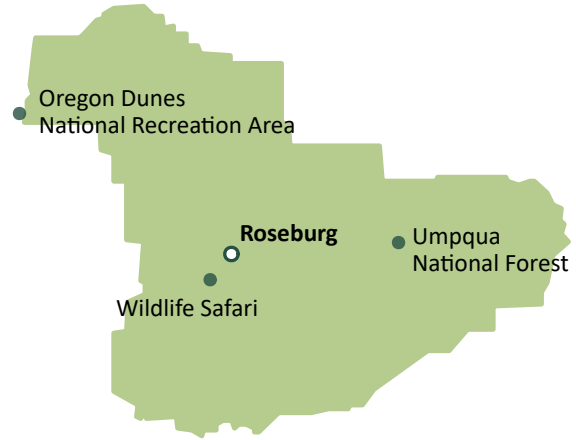 Oregon Dunes
National Recreation Area
Roseburg
Umpqua
National Forest
Wildlife Safari